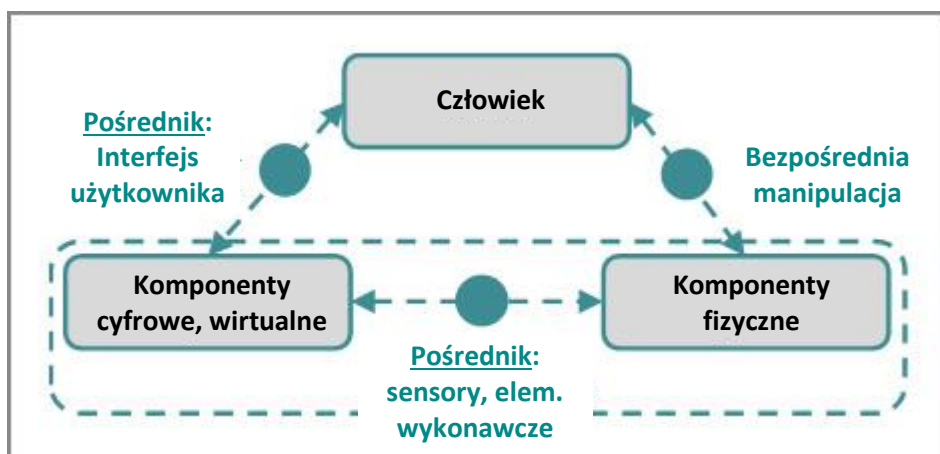 Człowiek
Pośrednik:
Interfejs
użytkownika
Bezpośrednia
manipulacja
Komponenty
cyfrowe, wirtualne
Komponenty
fizyczne
Pośrednik:
sensory, elem.
wykonawcze